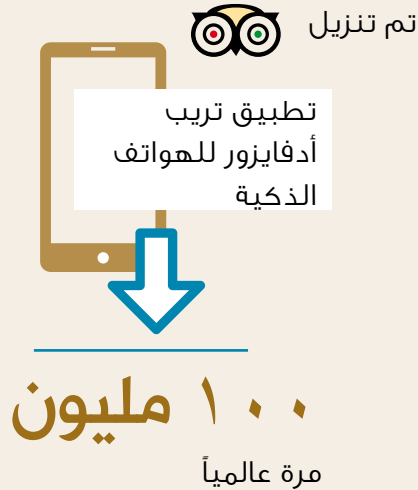 تم تنزيل
تطبيق تريب
أدفايزور للهواتف
الذكية
١٠٠ مليون
مرة عالمياً